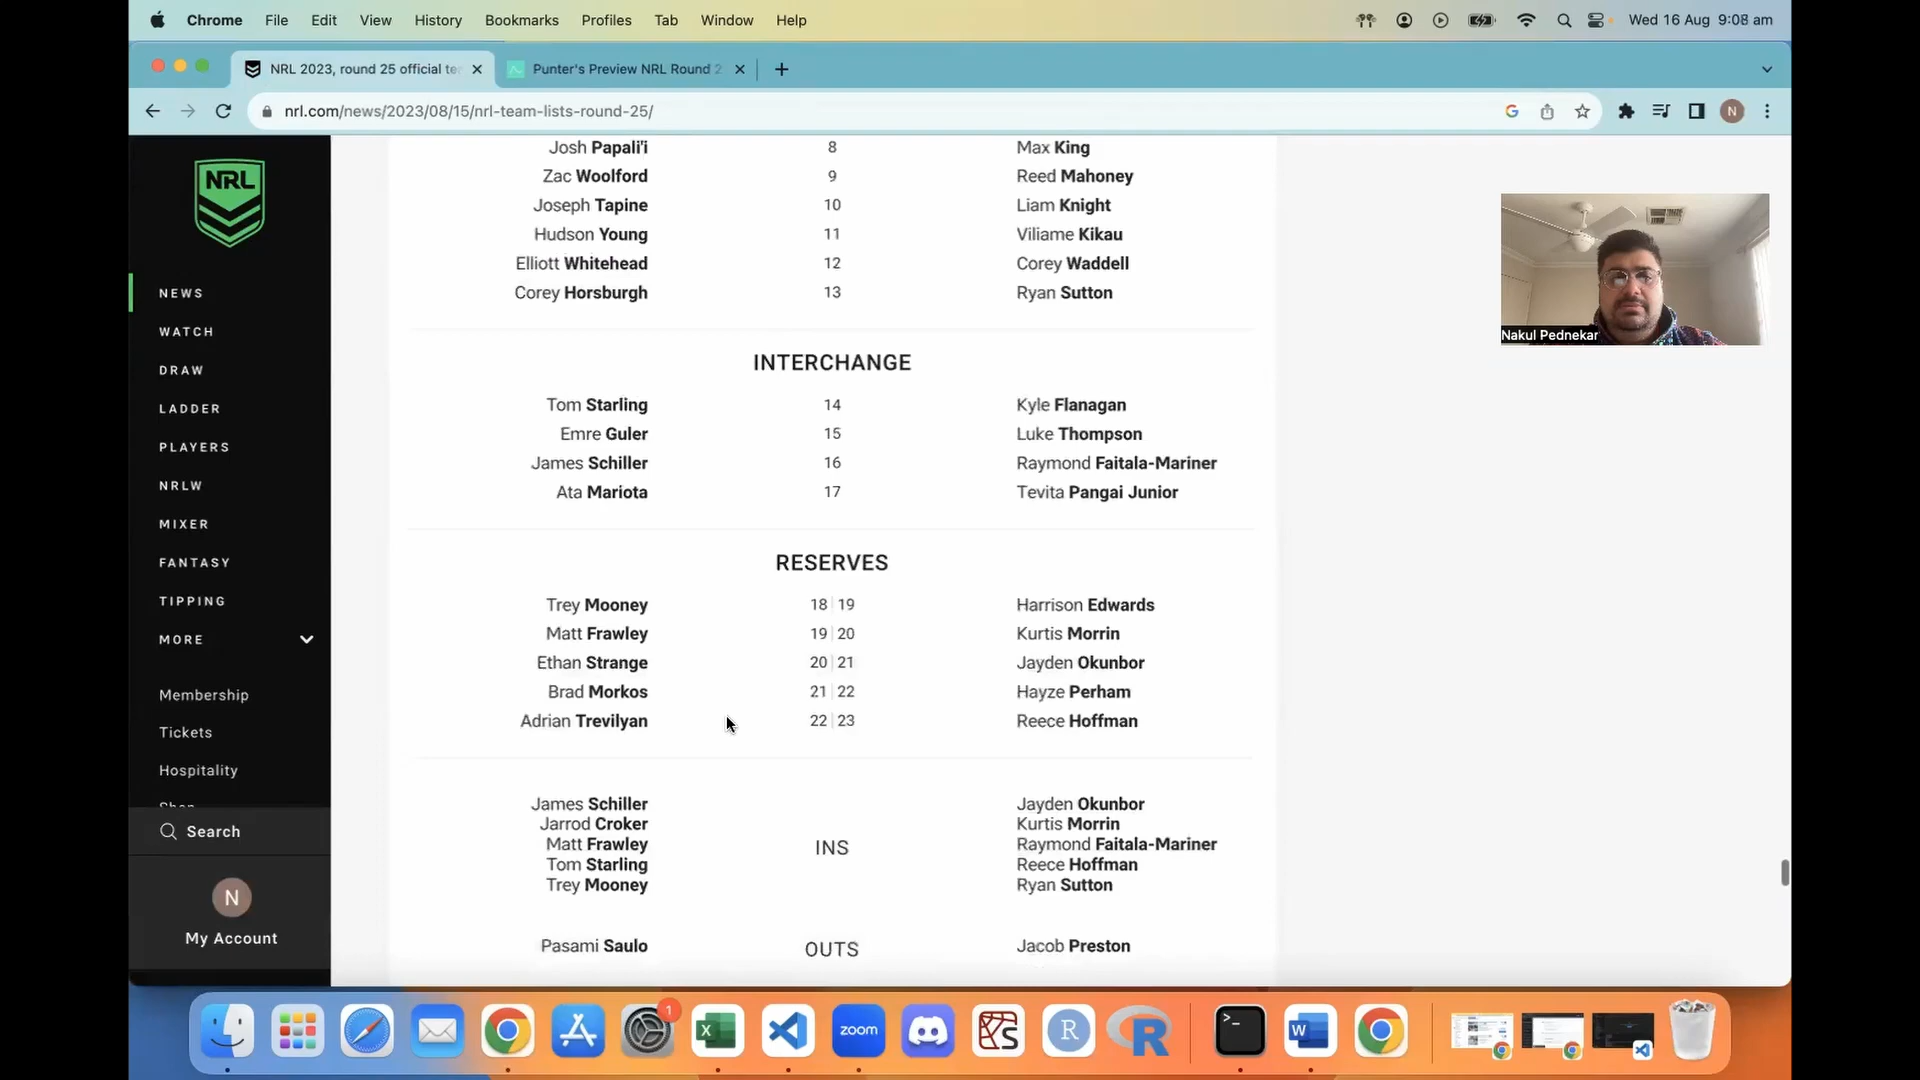 Chrome File Edit View History Bookmarks Profiles Tab Window Help Wed 16 Aug 9:08 am
NRL 2023, round 25 official te
Punter's Preview NRL Round 2
nrl.com/news/2023/08/15/nrl-team-lists-round-25/
N
NRL
NEWS
WATCH
DRAW
LADDER
PLAYERS
NRLW
MIXER
FANTASY
TIPPING
MORE
Membership
Tickets
Hospitality
Shop
Search
N
My Account
Josh Papali'i 8 Max King
Zac Woolford 9 Reed Mahoney
Joseph Tapine 10 Liam Knight
Hudson Young 11 Viliame Kikau
Elliott Whitehead 12 Corey Waddell
Corey Horsburgh 13 Ryan Sutton
INTERCHANGE
Tom Starling 14 Kyle Flanagan
Emre Guler 15 Luke Thompson
James Schiller 16 Raymond Faitala-Mariner
Ata Mariota 17 Tevita Pangai Junior
RESERVES
Trey Mooney 18 19 Harrison Edwards
Matt Frawley 19 20 Kurtis Morrin
Ethan Strange 20 21 Jayden Okunbor
Brad Morkos 21 22 Hayze Perham
Adrian Trevilyan 22 23 Reece Hoffman
James Schiller
Jarrod Croker
Matt Frawley
Tom Starling
Trey Mooney
INS
Jayden Okunbor
Kurtis Morrin
Raymond Faitala-Mariner
Reece Hoffman
Ryan Sutton
Pasami Saulo OUTS Jacob Preston
Nakul Pednekar
1
X
zoom
R
R
>_
W